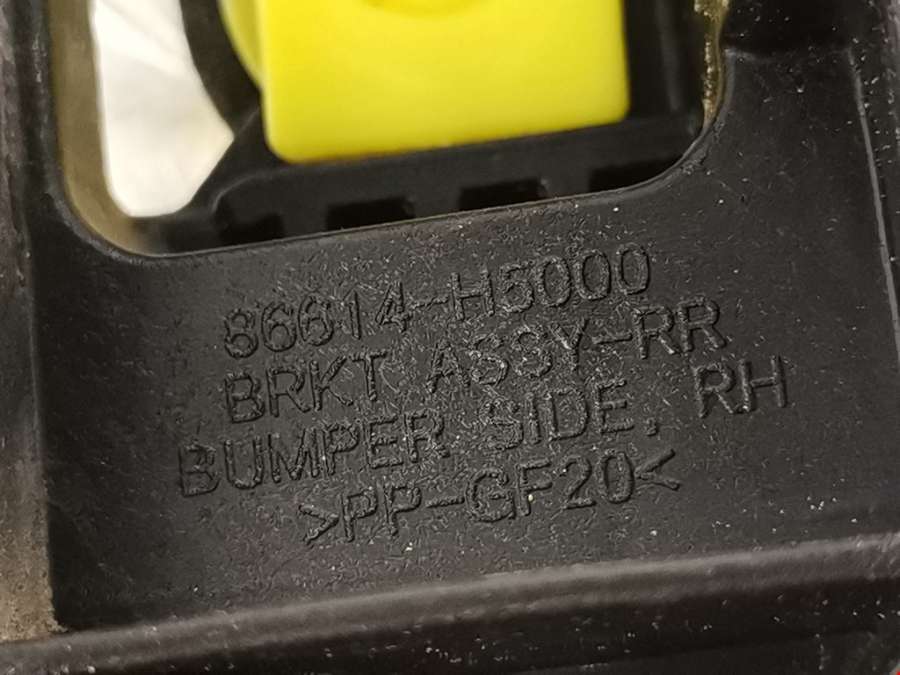 86614-H5000
BRKT ASSY-RR
BUMPER SIDE, RH
>PP-GF20<